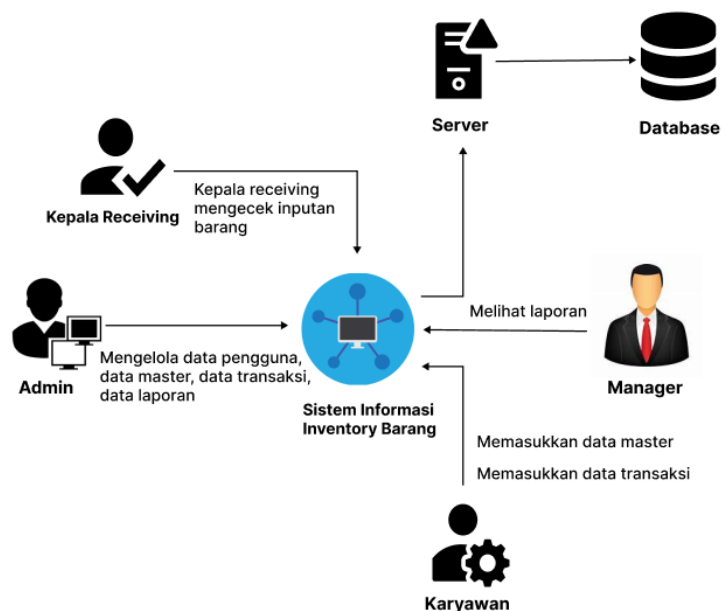 Server
Database
Kepala Receiving
Kepala receiving
mengecek inputan
barang
Admin
Mengelola data pengguna,
data master, data transaksi,
data laporan
Sistem Informasi
Inventory Barang
Melihat laporan
Manager
Memasukkan data master
Memasukkan data transaksi
Karyawan